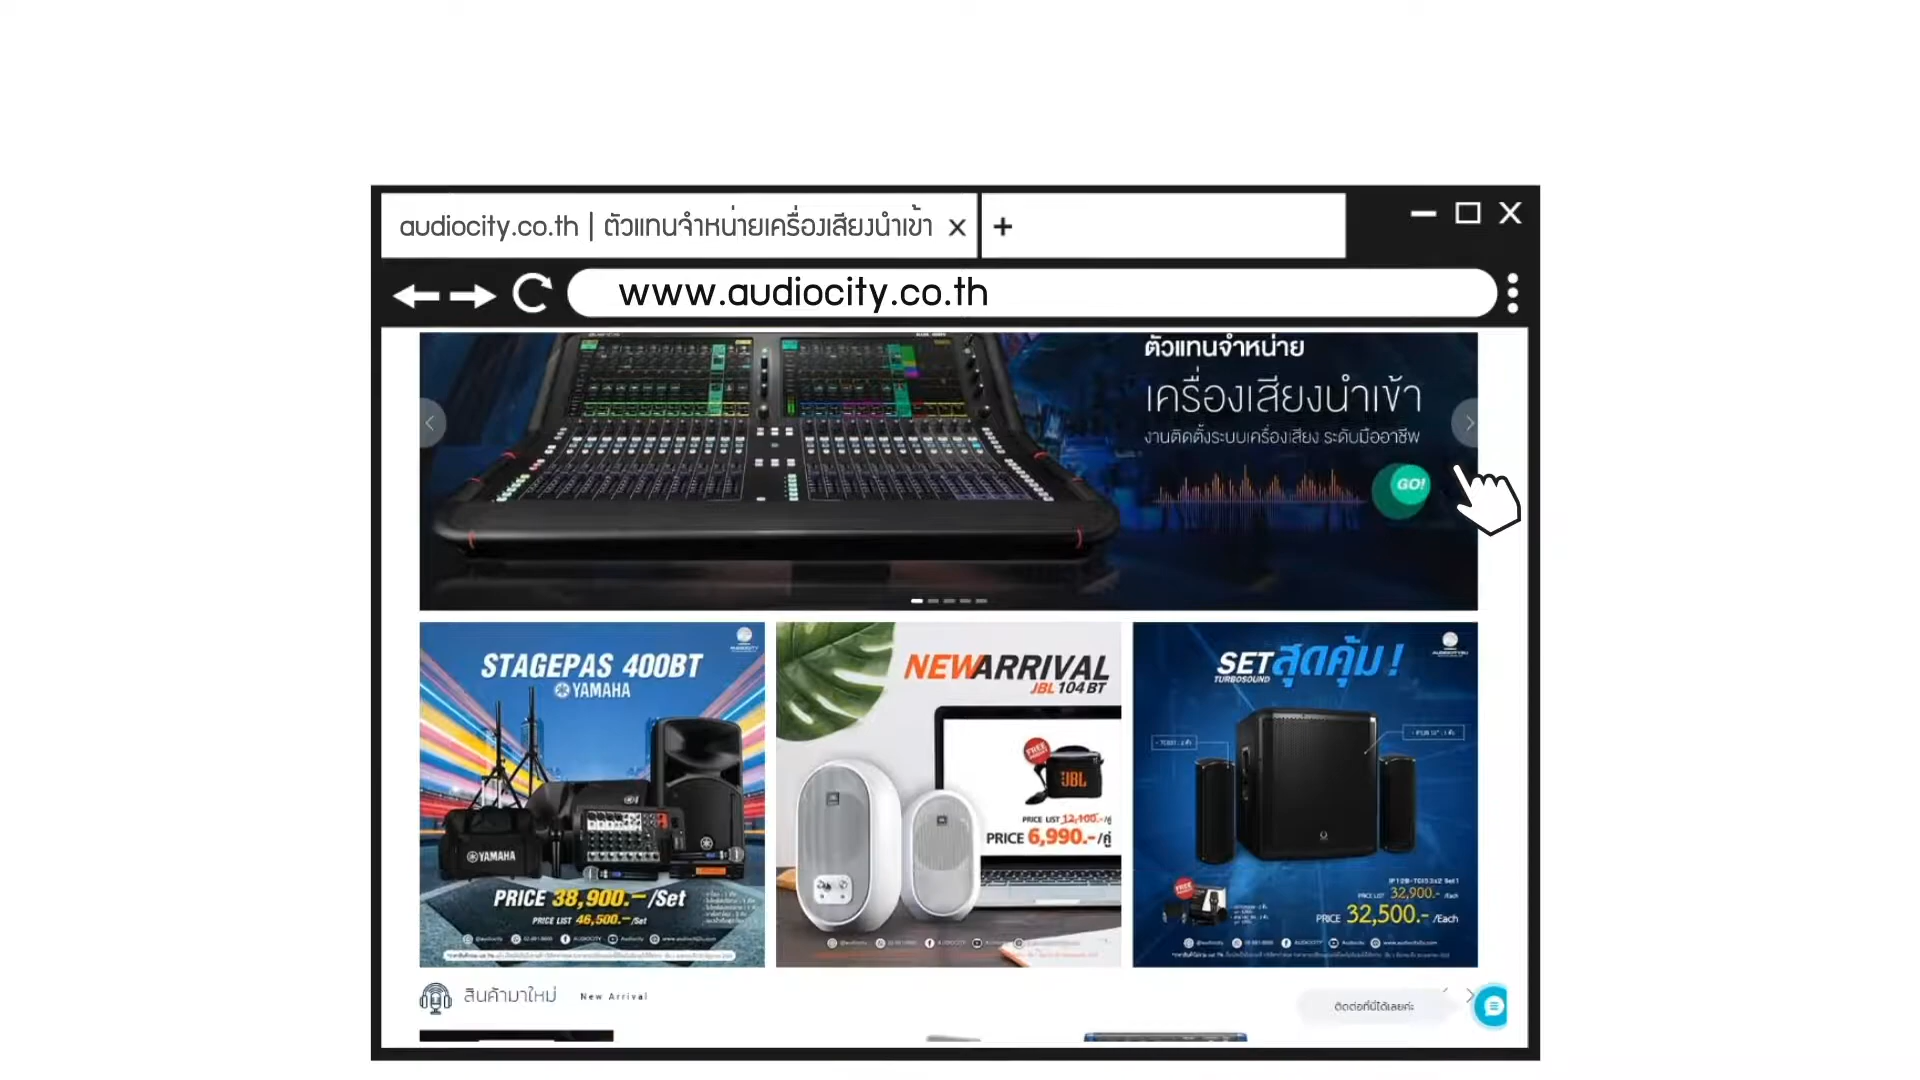 audiocity.co.th | ตัวแทนจำหน่ายเครื่องเสียงนำเข้า
www.audiocity.co.th
ตัวแทนจำหน่าย
เครื่องเสียงนำเข้า
งานติดตั้งระบบเครื่องเสียง ระดับมืออาชีพ
GO!
STAGEPAS 400BT
YAMAHA
YAMAHA
PRICE 38,900.-/Set
PRICE LIST 46,500.-/Set
NEWARRIVAL
JBL 104 BT
FREE
JBL
PRICE LIST 12,100.-/คู่
PRICE 6,990.-/คู่
SETสุดคุ้ม!
TURBOSOUND
FREE
PRICE LIST 32,900.- /Each
PRICE 32,500.- /Each
สินค้ามาใหม่ New Arrival
ติดต่อที่นี่ได้เลยค่ะ